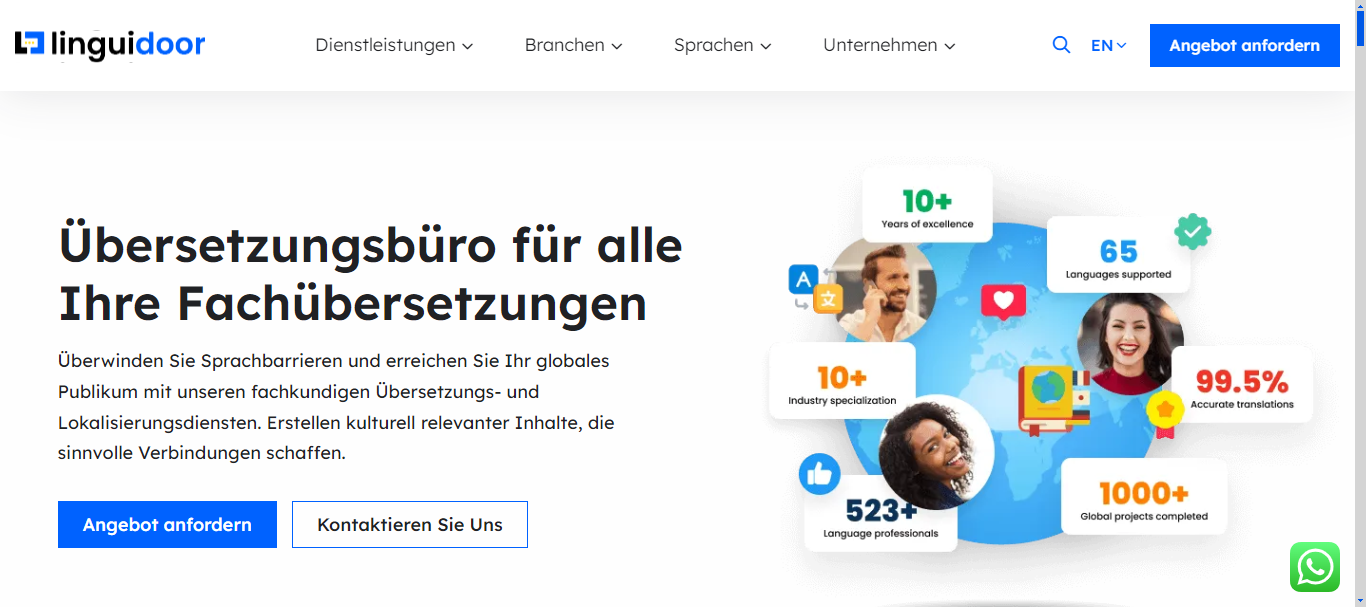 linguidoor
Dienstleistungen
Branchen
Sprachen
Unternehmen
EN
Angebot anfordern
Übersetzungsbüro für alle
Ihre Fachübersetzungen
Überwinden Sie Sprachbarrieren und erreichen Sie Ihr globales
Publikum mit unseren fachkundigen Übersetzungs- und
Lokalisierungsdiensten. Erstellen kulturell relevanter Inhalte, die
sinnvolle Verbindungen schaffen.
Angebot anfordern
Kontaktieren Sie Uns
10+
Years of excellence
65
Languages supported
A
文
10+
Industry specialization
99.5%
Accurate translations
523+
Language professionals
1000+
Global projects completed